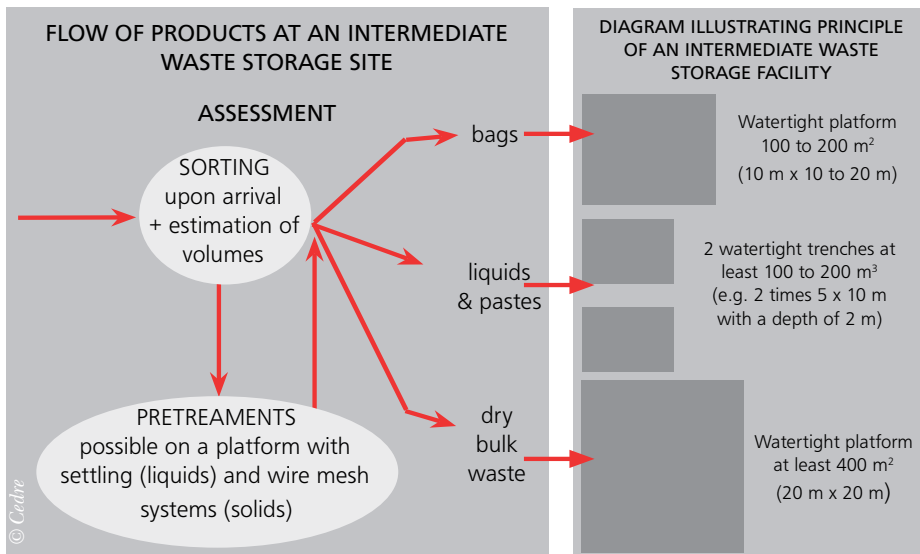 FLOW OF PRODUCTS AT AN INTERMEDIATE
WASTE STORAGE SITE
ASSESSMENT
SORTING
upon arrival
+ estimation of
volumes
PRETREAMENTS
possible on a platform with
settling (liquids) and wire mesh
systems (solids)
bags
liquids
& pastes
dry
bulk
waste
© Cedre
DIAGRAM ILLUSTRATING PRINCIPLE
OF AN INTERMEDIATE WASTE
STORAGE FACILITY
Watertight platform
100 to 200 m²
(10 m x 10 to 20 m)
2 watertight trenches at
least 100 to 200 m³
(e.g. 2 times 5 x 10 m
with a depth of 2 m)
Watertight platform
at least 400 m²
(20 m x 20 m)